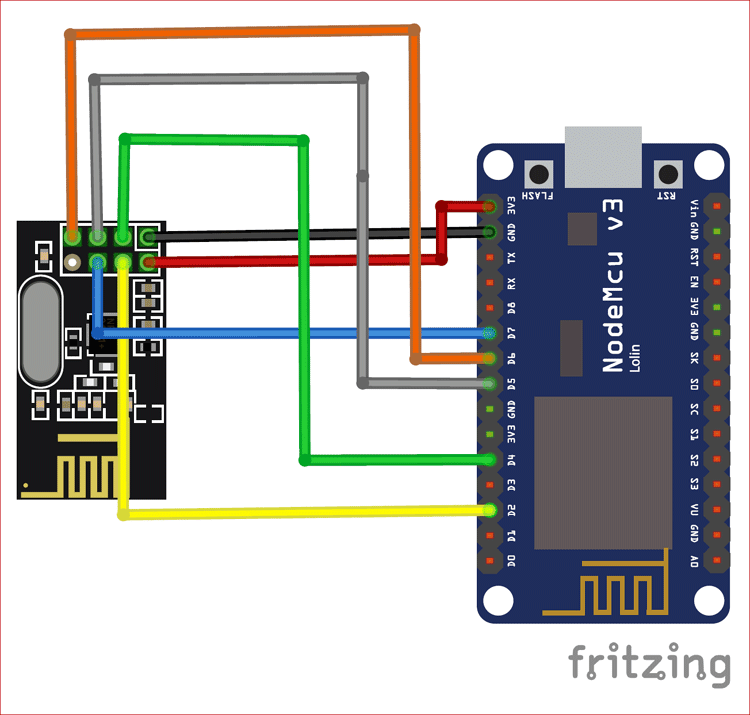 FLASH
RST
3V3
GND
TX
RX
D8
D7
D6
D5
GND
3V3
D4
D3
D2
D1
D0
NodeMcu v3
Lolin
Vin
GND
RST
EN
3V3
GND
SK
SO
SC
S1
S2
S3
VU
GND
A0
fritzing